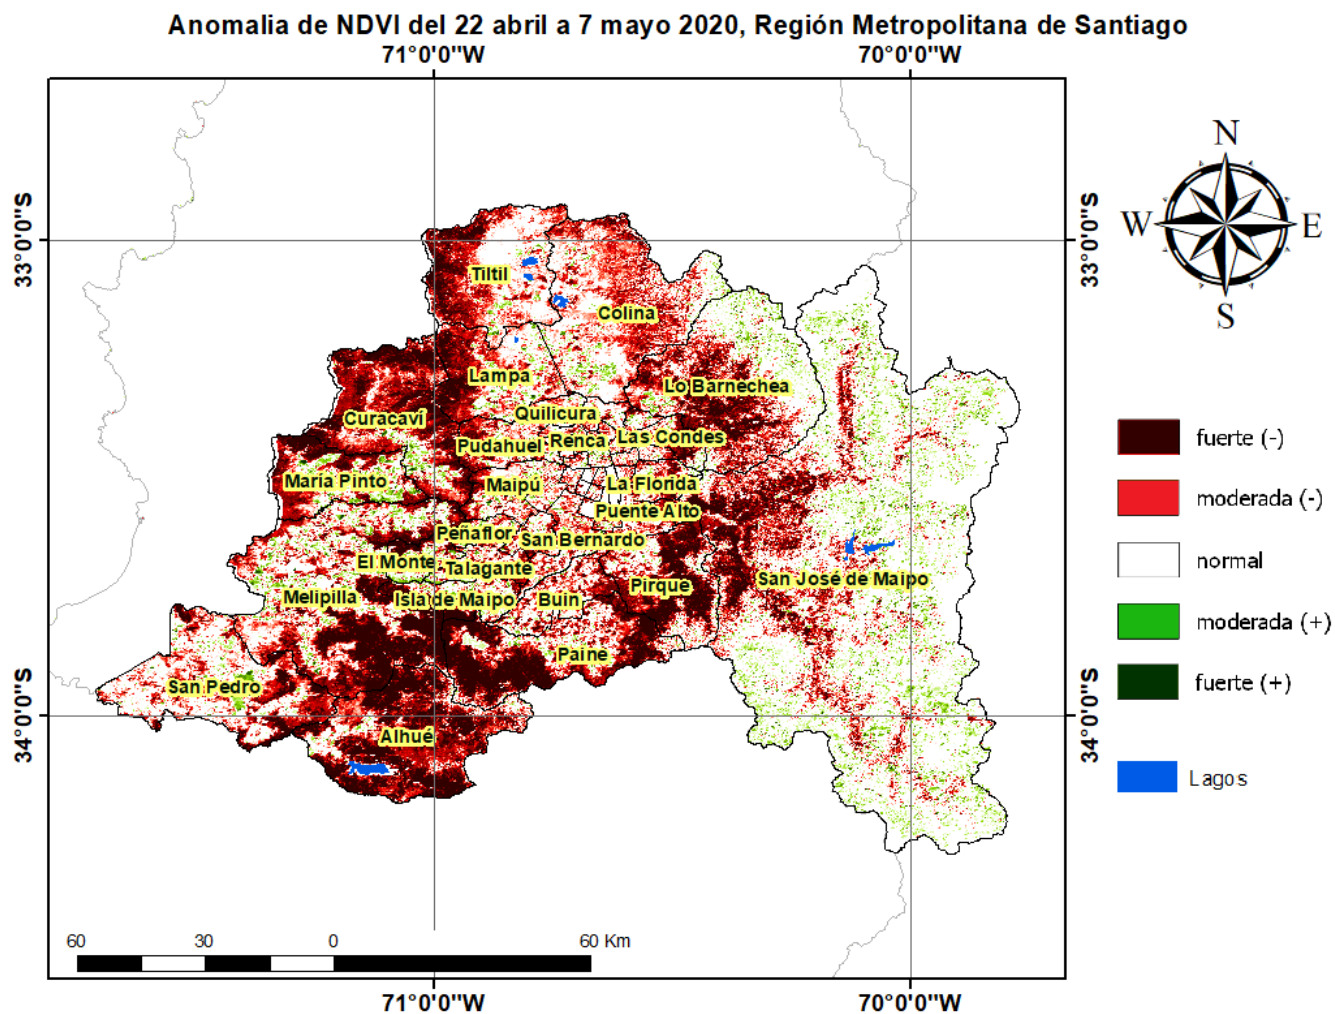 Anomalia de NDVI del 22 abril a 7 mayo 2020, Región Metropolitana de Santiago
71°0'0"W 70°0'0"W
33°0'0"S 33°0'0"S
N
W E
S
Tiltil
Colina
Lampa
Lo Barnechea
Quilicura
Curacaví
Pudahuel Renca Las Condes
María Pinto Maipú La Florida
Puente Alto
Peñaflor San Bernardo
El Monte Talagante
San José de Maipo
Pirque
Melipilla Isla de Maipo Buin
Paine
San Pedro
Alhué
34°0'0"S 34°0'0"S
fuerte (-)
moderada (-)
normal
moderada (+)
fuerte (+)
Lagos
60 30 0 60 Km
71°0'0"W 70°0'0"W